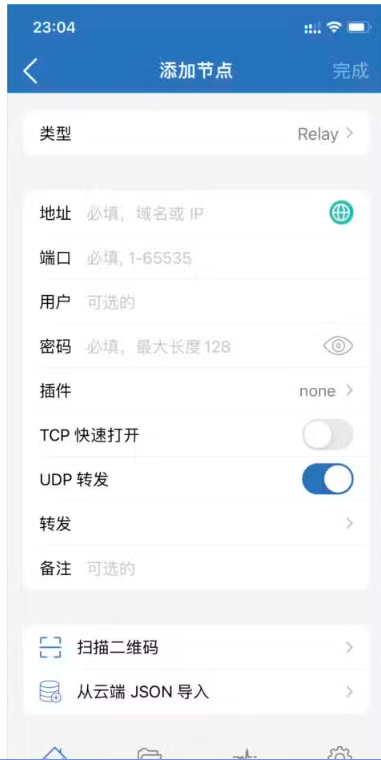 23:04
添加节点 完成
类型 Relay
地址 必填，域名或 IP
端口 必填, 1-65535
用户 可选的
密码 必填，最大长度 128
插件 none
TCP 快速打开
UDP 转发
转发
备注 可选的
扫描二维码
从云端 JSON 导入